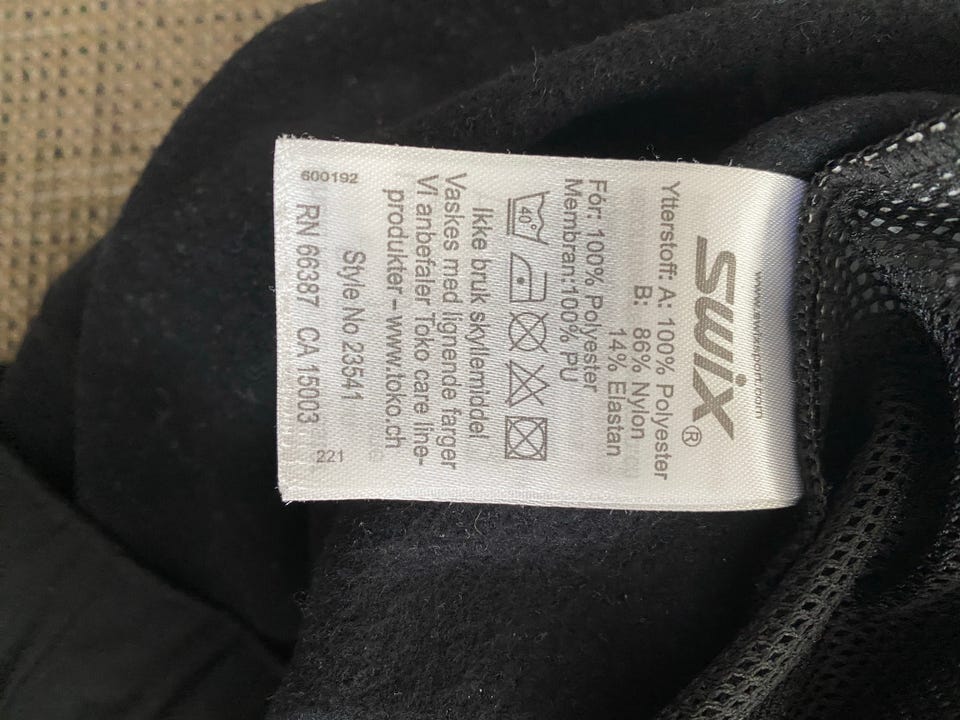 www.swixsport.com
swix®
Ytterstoff: A: 100% Polyester
B: 86% Nylon
14% Elastan
Fór: 100% Polyester
Membran:100% PU
40
Ikke bruk skyllemiddel
Vaskes med lignende farger
Vi anbefaler Toko care line-
produkter – www.toko.ch
Style No 23541
RN 66387 CA 15003
600192
221